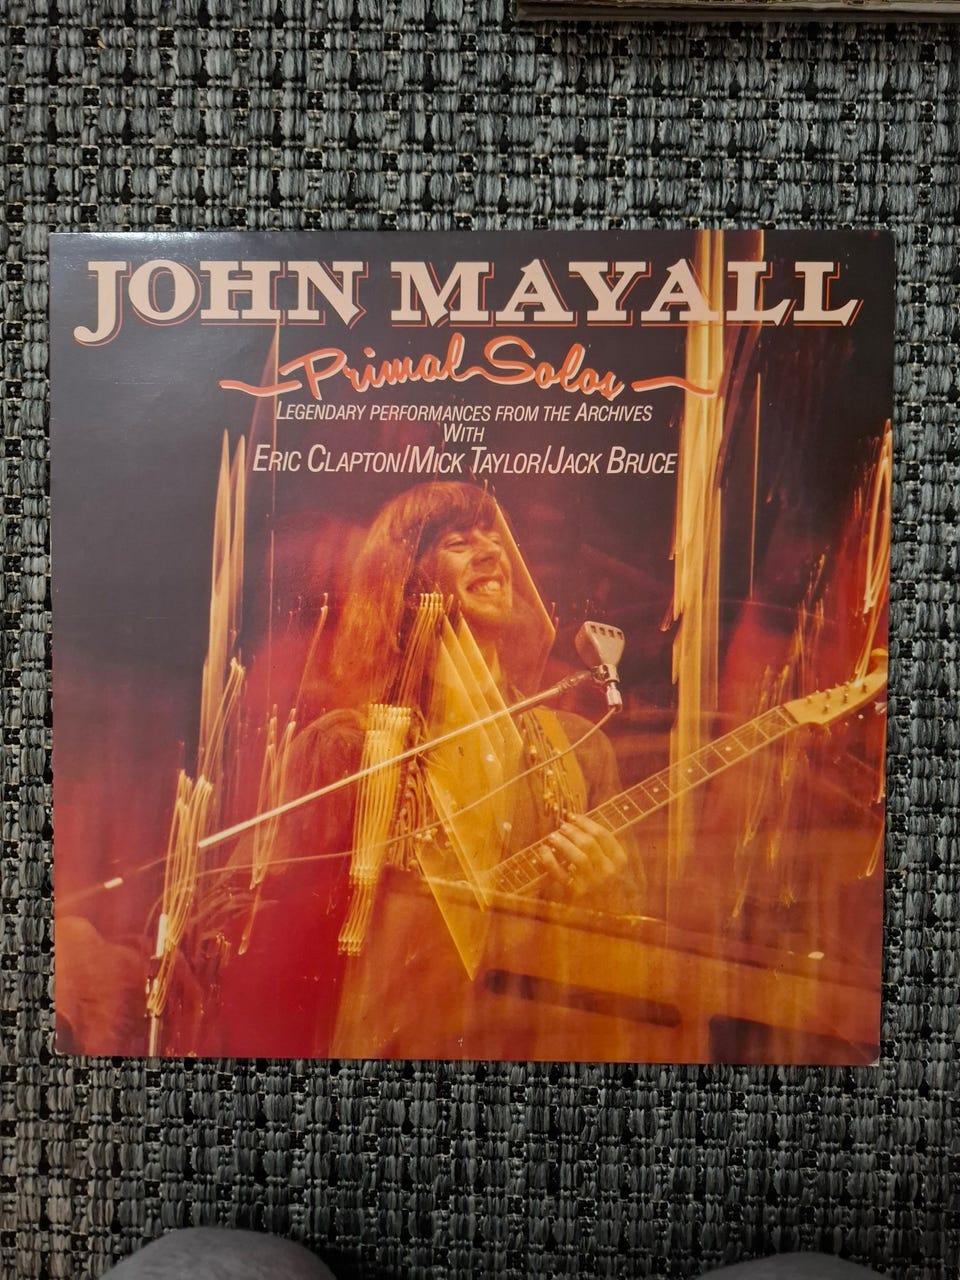 JOHN MAYALL
Primal Solos
LEGENDARY PERFORMANCES FROM THE ARCHIVES
WITH
ERIC CLAPTON/MICK TAYLOR/JACK BRUCE